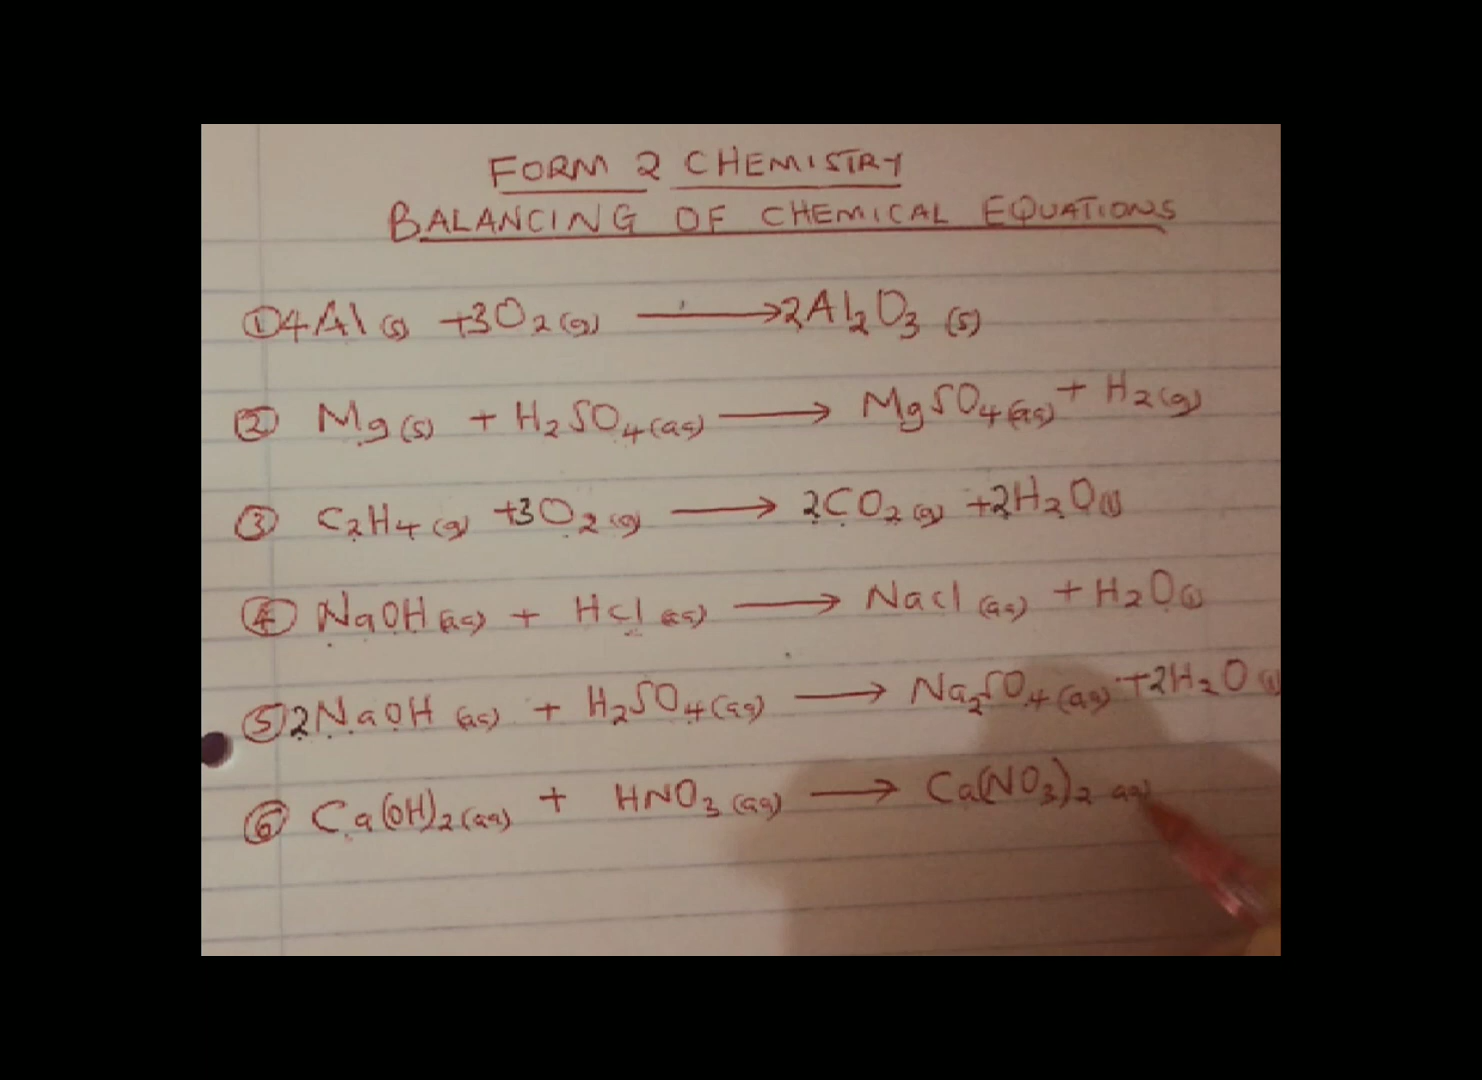 FORM 2 CHEMISTRY
BALANCING OF CHEMICAL EQUATIONS
① 4Al(s) +3O₂(g) ⟶ 2Al₂O₃ (s)
② Mg(s) + H₂SO₄(aq) ⟶ MgSO₄(aq) + H₂(g)
③ C₂H₄(g) +3O₂(g) ⟶ 2CO₂(g) +2H₂O(l)
④ NaOH(aq) + HCl(aq) ⟶ NaCl(aq) + H₂O(l)
⑤ 2NaOH(aq) + H₂SO₄(aq) ⟶ Na₂SO₄(aq) +2H₂O(l)
⑥ Ca(OH)₂(aq) + HNO₃(aq) ⟶ Ca(NO₃)₂ (aq)